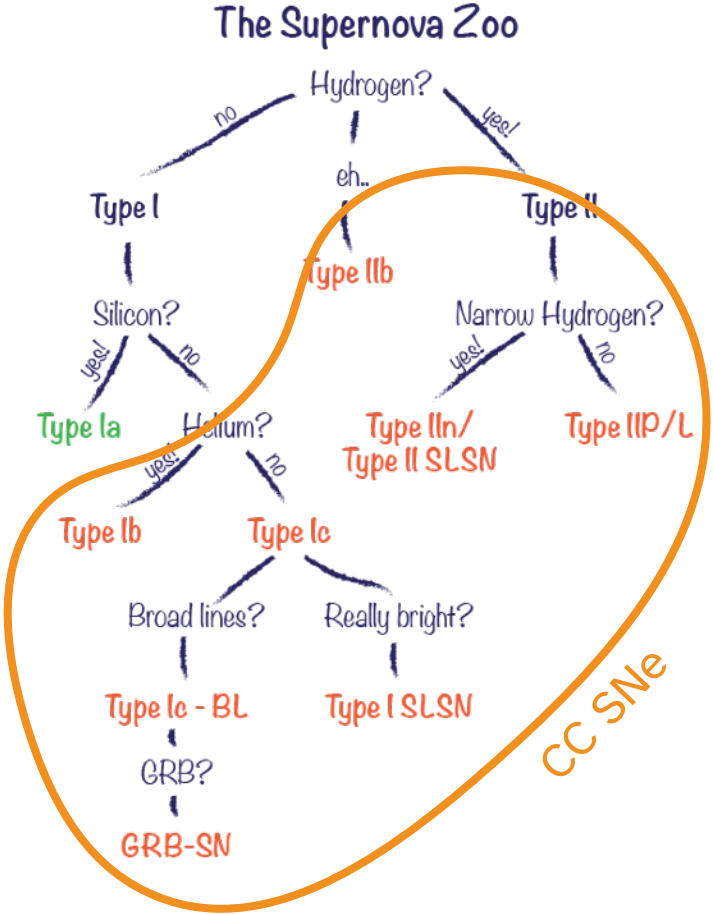 The Supernova Zoo
Hydrogen?
no
yes!
eh..
Type I
Type II
Type IIb
Silicon?
Narrow Hydrogen?
yes!
no
yes!
no
Type Ia
Helium?
Type IIn/
Type II SLSN
Type IIP/L
yes!
no
Type Ib
Type Ic
Broad lines?
Really bright?
Type Ic - BL
Type I SLSN
CC SNe
GRB?
GRB-SN